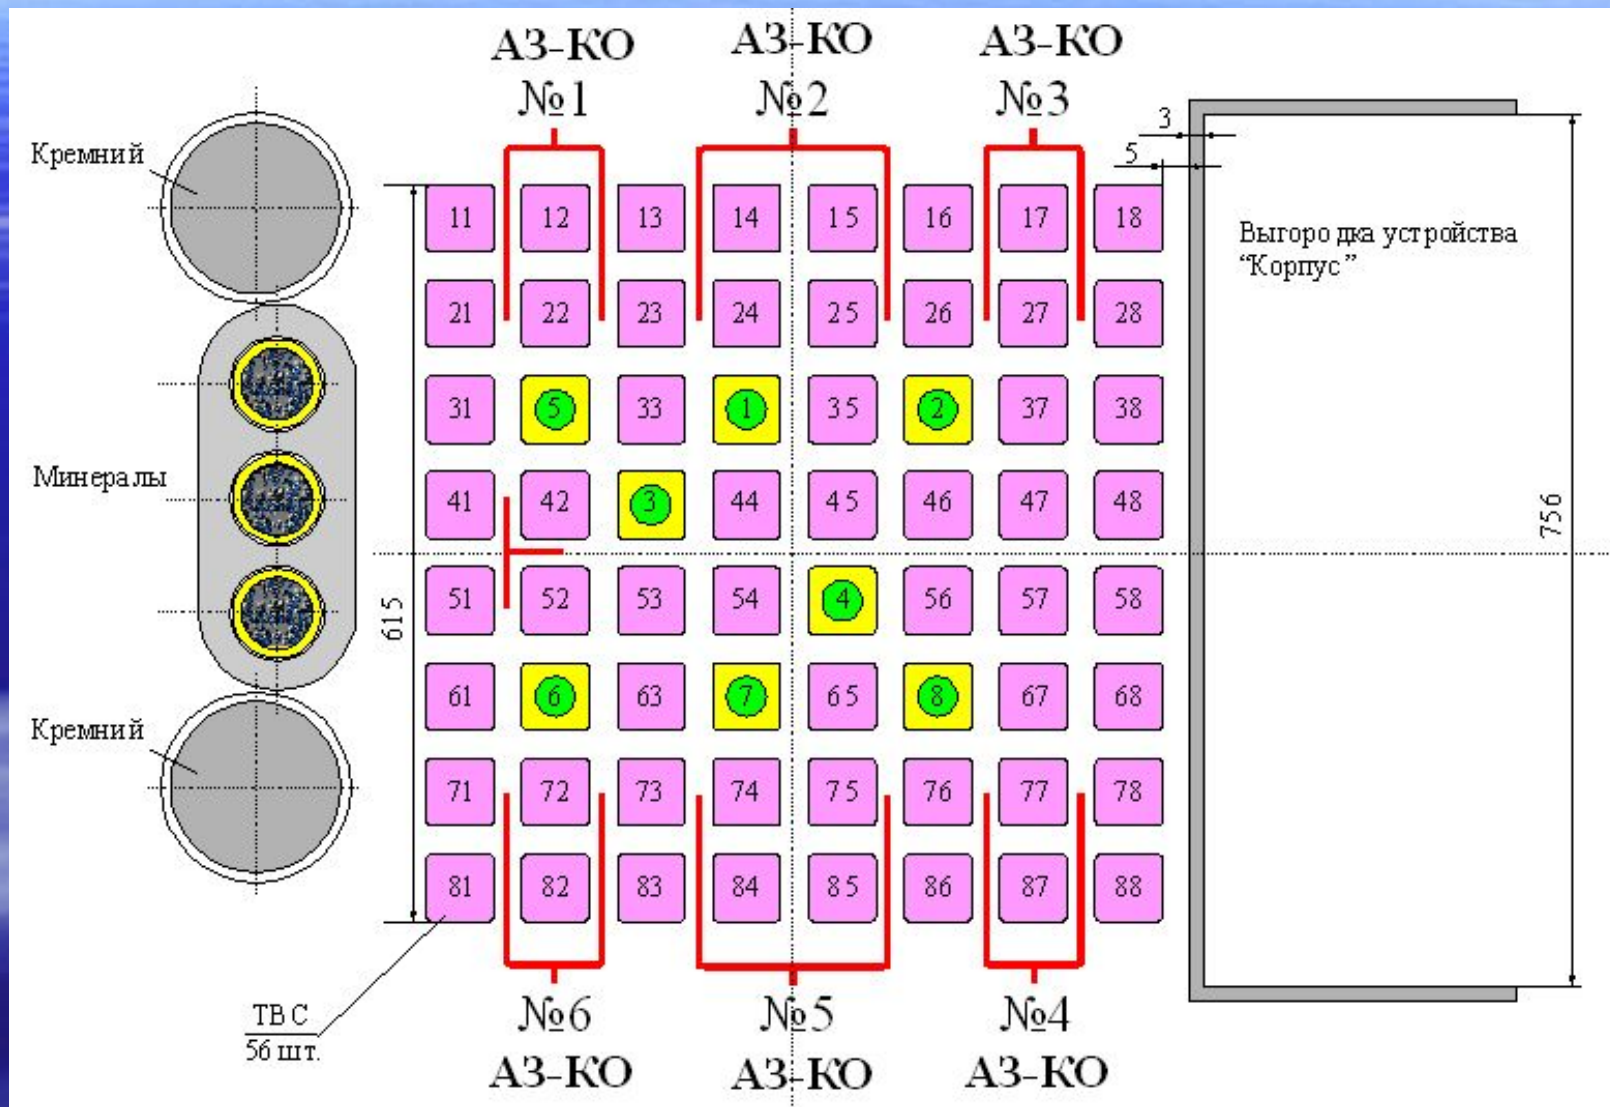 АЗ-КО АЗ-КО АЗ-КО
№1 №2 №3
Кремний
3
5
11 12 13 14 15 16 17 18
Выгородка устройства
“Корпус”
21 22 23 24 25 26 27 28
31 5 33 1 35 2 37 38
Минералы
41 42 3 44 45 46 47 48
756
615
51 52 53 54 4 56 57 58
61 6 63 7 65 8 67 68
Кремний
71 72 73 74 75 76 77 78
81 82 83 84 85 86 87 88
ТВС
56 шт.
№6 №5 №4
АЗ-КО АЗ-КО АЗ-КО